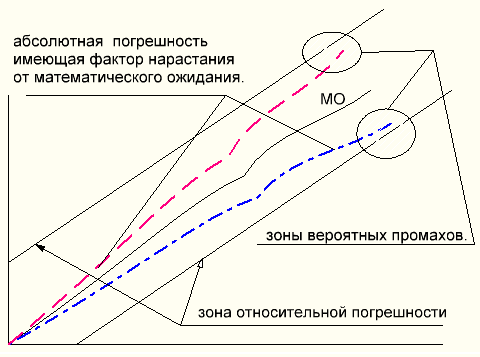 абсолютная погрешность
имеющая фактор нарастания
от математического ожидания.
МО
зоны вероятных промахов.
зона относительной погрешности